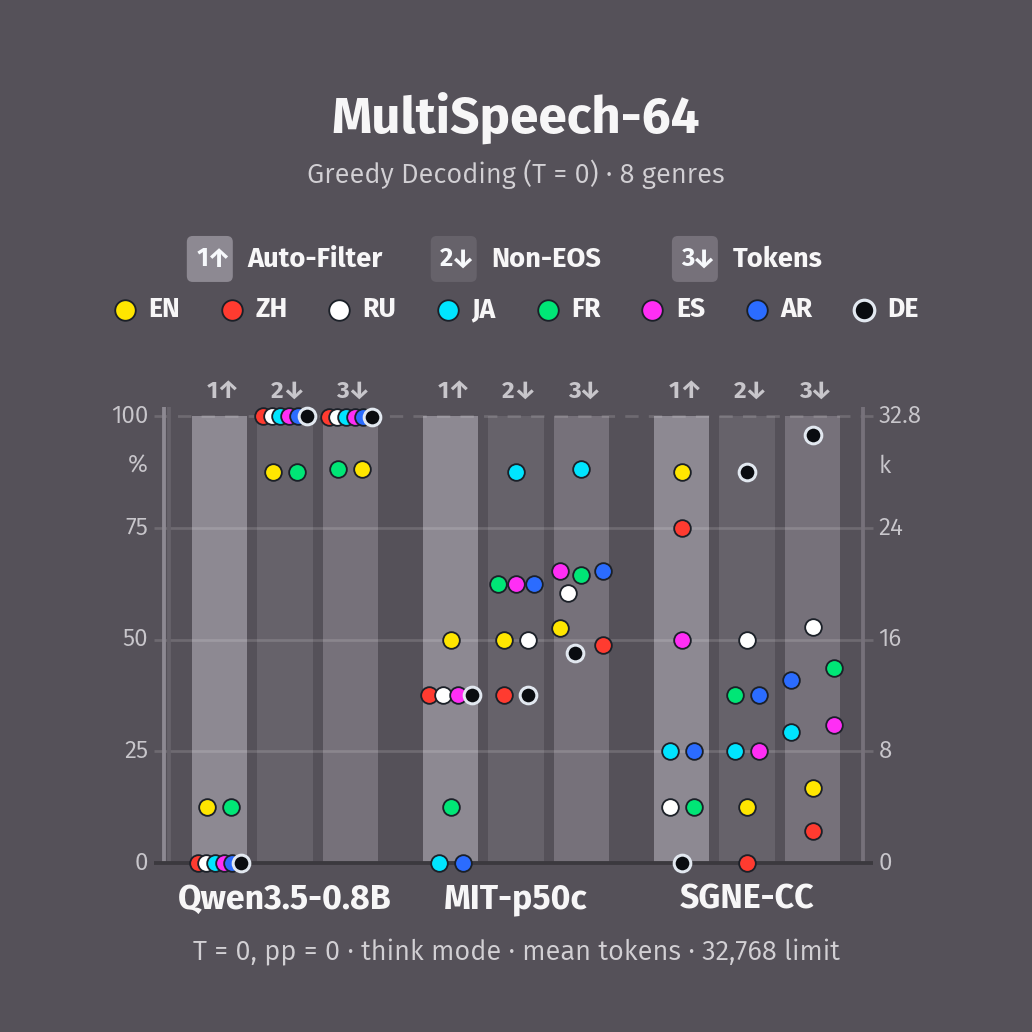 MultiSpeech-64
Greedy Decoding (T = 0) · 8 genres
1↑ Auto-Filter 2↓ Non-EOS 3↓ Tokens
EN ZH RU JA FR ES AR DE
1↑ 2↓ 3↓ 1↑ 2↓ 3↓ 1↑ 2↓ 3↓
100 32.8
% k
75 24
50 16
25 8
0 0
Qwen3.5-0.8B MIT-p50c SGNE-CC
T = 0, pp = 0 · think mode · mean tokens · 32,768 limit